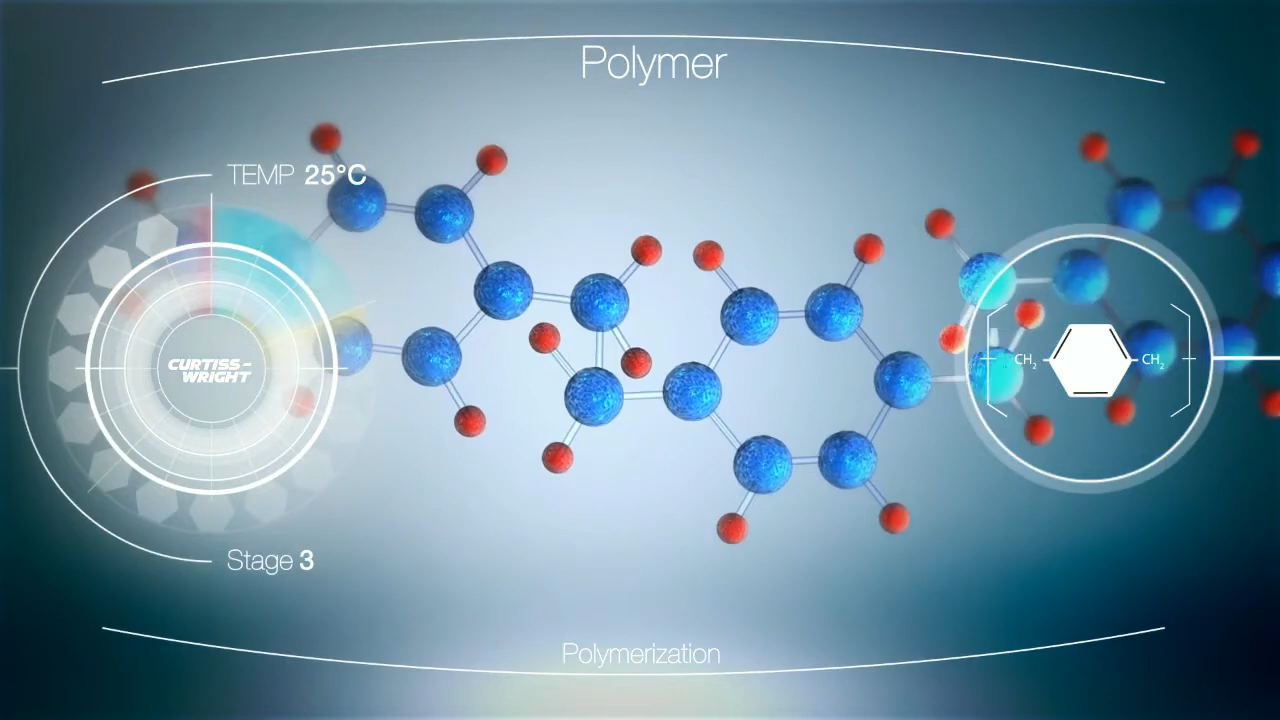 Polymer
TEMP 25°C
CURTISS-
WRIGHT
CH2 CH2
Stage 3
Polymerization